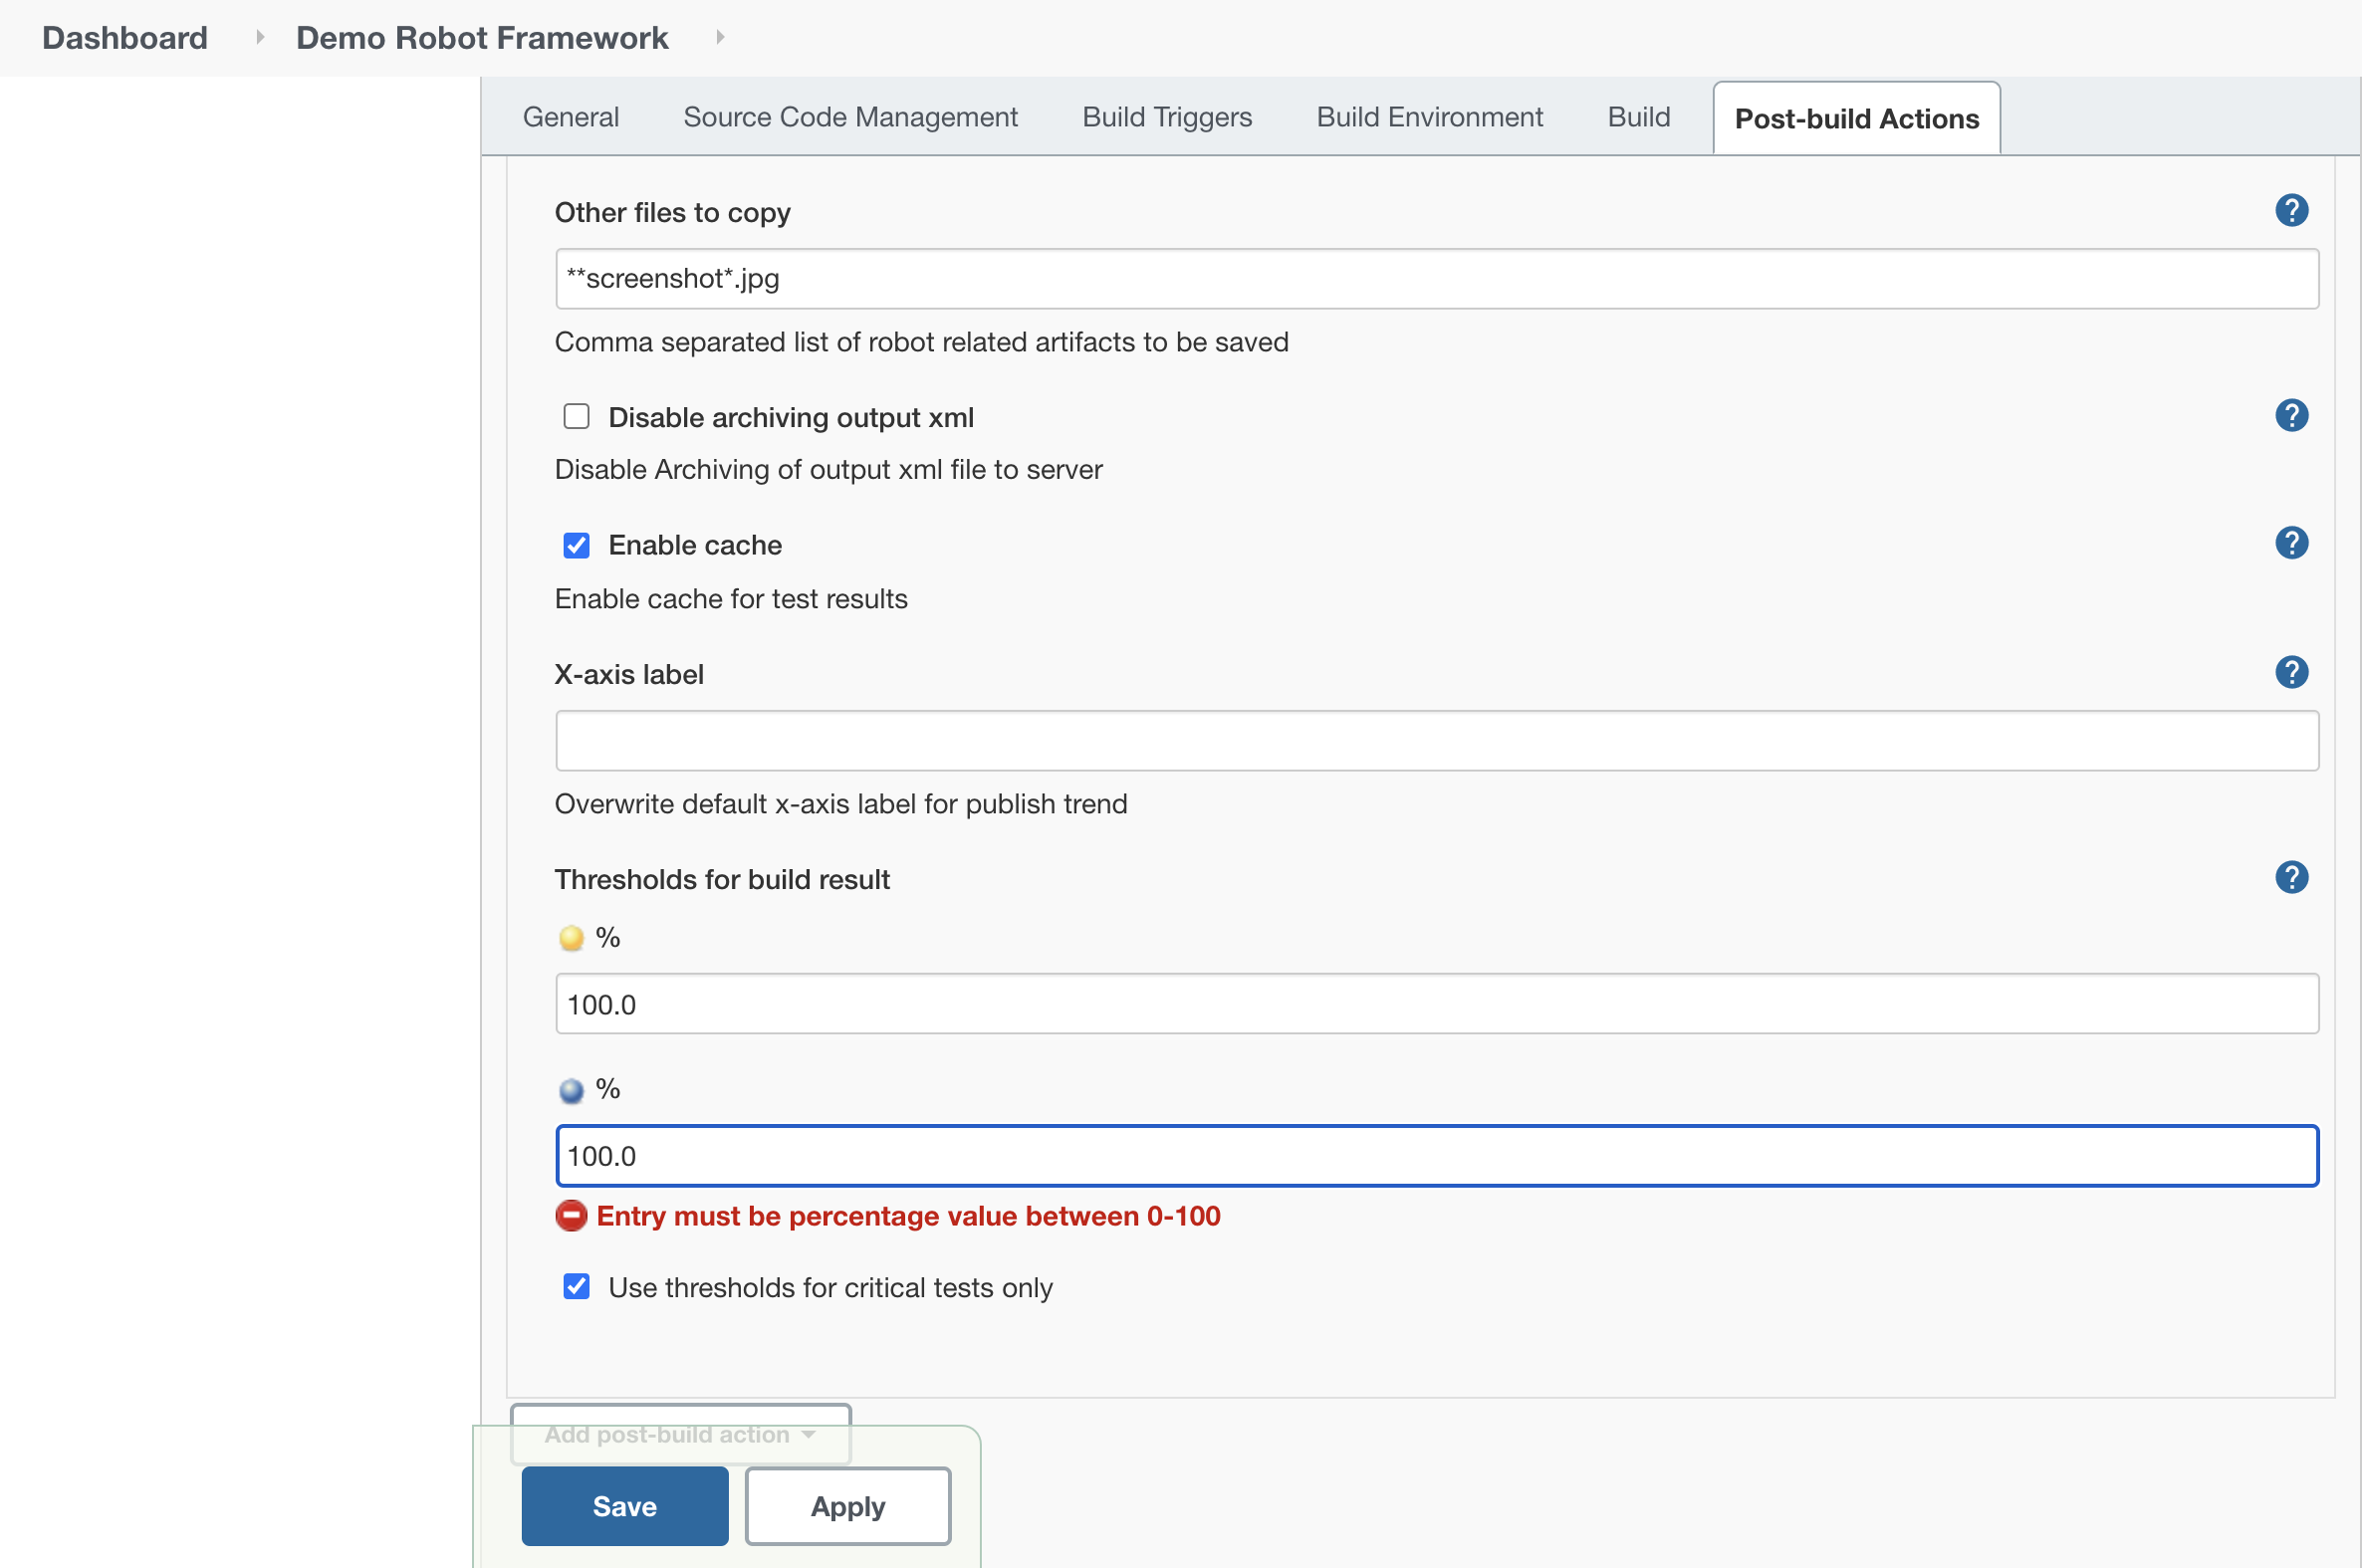 Dashboard Demo Robot Framework
General Source Code Management Build Triggers Build Environment Build Post-build Actions
Other files to copy ?
**screenshot*.jpg
Comma separated list of robot related artifacts to be saved
Disable archiving output xml ?
Disable Archiving of output xml file to server
Enable cache ?
Enable cache for test results
X-axis label ?
Overwrite default x-axis label for publish trend
Thresholds for build result ?
%
100.0
%
100.0
Entry must be percentage value between 0-100
Use thresholds for critical tests only
Add post-build action
Save Apply